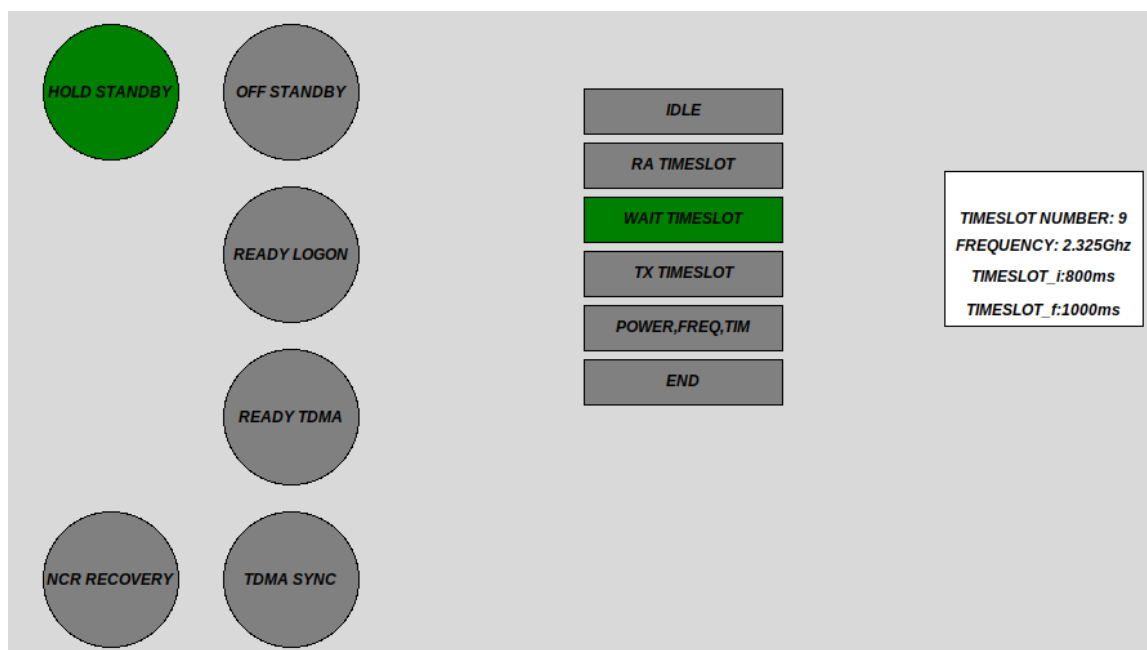 HOLD STANDBY
OFF STANDBY
READY LOGON
READY TDMA
NCR RECOVERY
TDMA SYNC
IDLE
RA TIMESLOT
WAIT TIMESLOT
TX TIMESLOT
POWER,FREQ,TIM
END
TIMESLOT NUMBER: 9
FREQUENCY: 2.325Ghz
TIMESLOT_i:800ms
TIMESLOT_f:1000ms